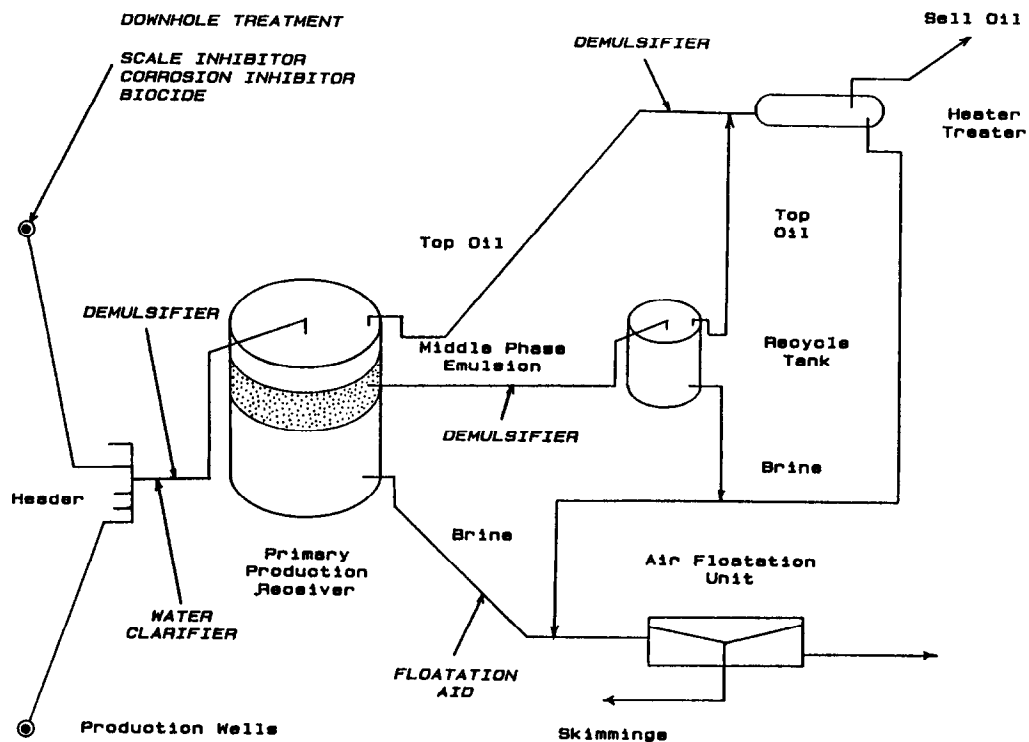 DOWNHOLE TREATMENT
SCALE INHIBITOR
CORROSION INHIBITOR
BIOCIDE
Sell Oil
DEMULSIFIER
Heater
Treater
Top Oil
Top
Oil
DEMULSIFIER
Middle Phase
Emulsion
Recycle
Tank
DEMULSIFIER
Brine
Header
Brine
Primary
Production
Receiver
Air Floatation
Unit
WATER
CLARIFIER
FLOATATION
AID
Production Wells
Skimmings